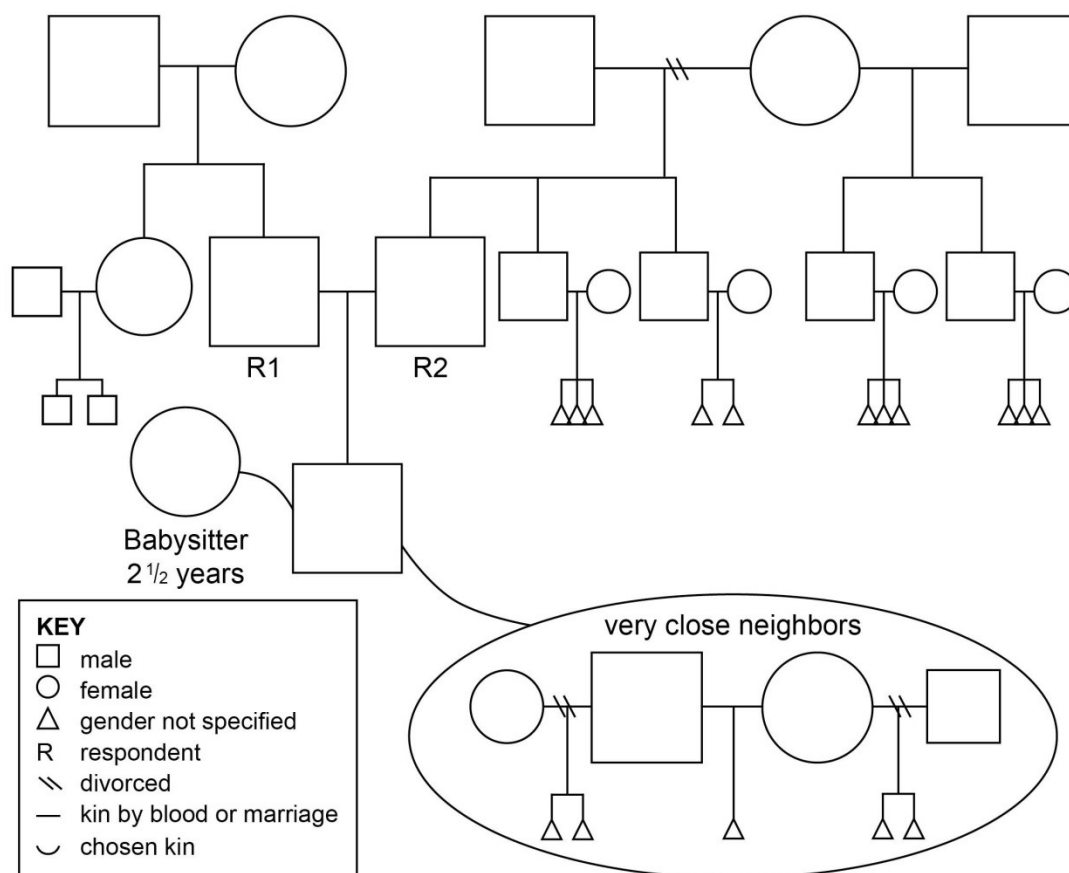 R1
R2
Babysitter
2 1/2 years
very close neighbors
KEY
male
female
gender not specified
R respondent
divorced
kin by blood or marriage
chosen kin